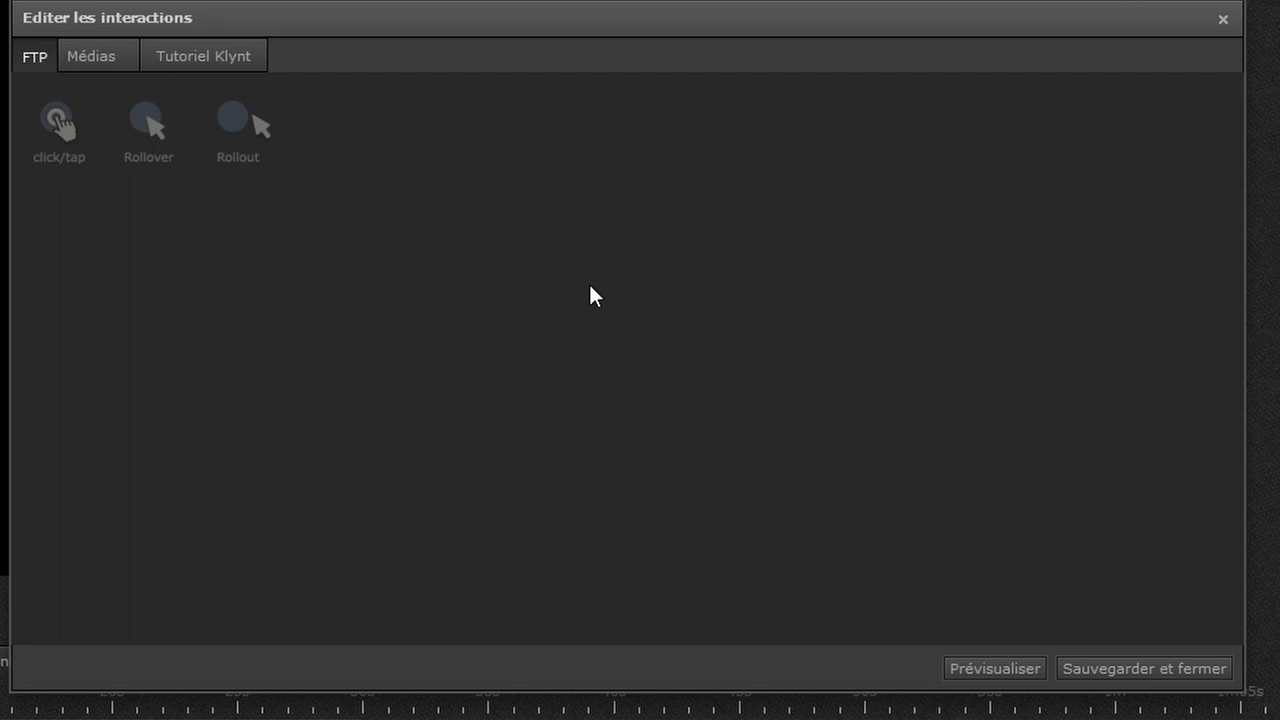 Editer les interactions
FTP Médias Tutoriel Klynt
click/tap Rollover Rollout
Prévisualiser Sauvegarder et fermer